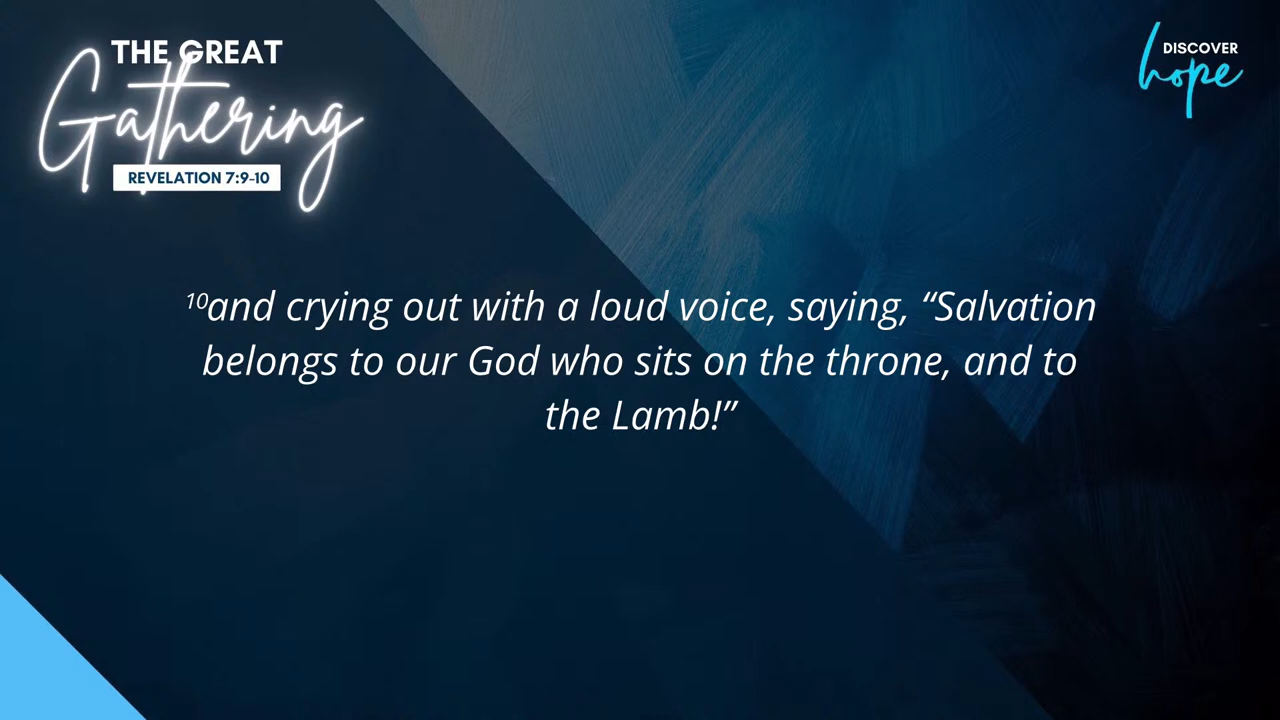 THE GREAT
Gathering
REVELATION 7:9-10
DISCOVER
hope
¹⁰and crying out with a loud voice, saying, “Salvation
belongs to our God who sits on the throne, and to
the Lamb!”